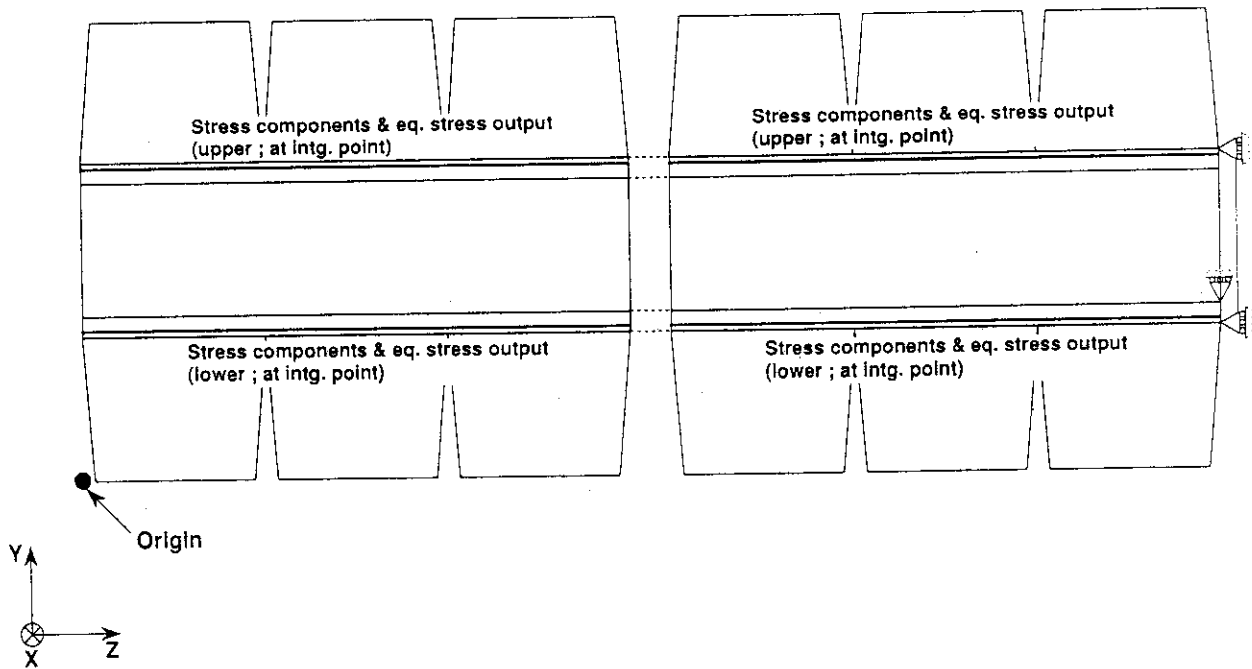 Stress components & eq. stress output
(upper ; at intg. point)
Stress components & eq. stress output
(upper ; at intg. point)
Stress components & eq. stress output
(lower ; at intg. point)
Stress components & eq. stress output
(lower ; at intg. point)
Origin
Y
Z
X